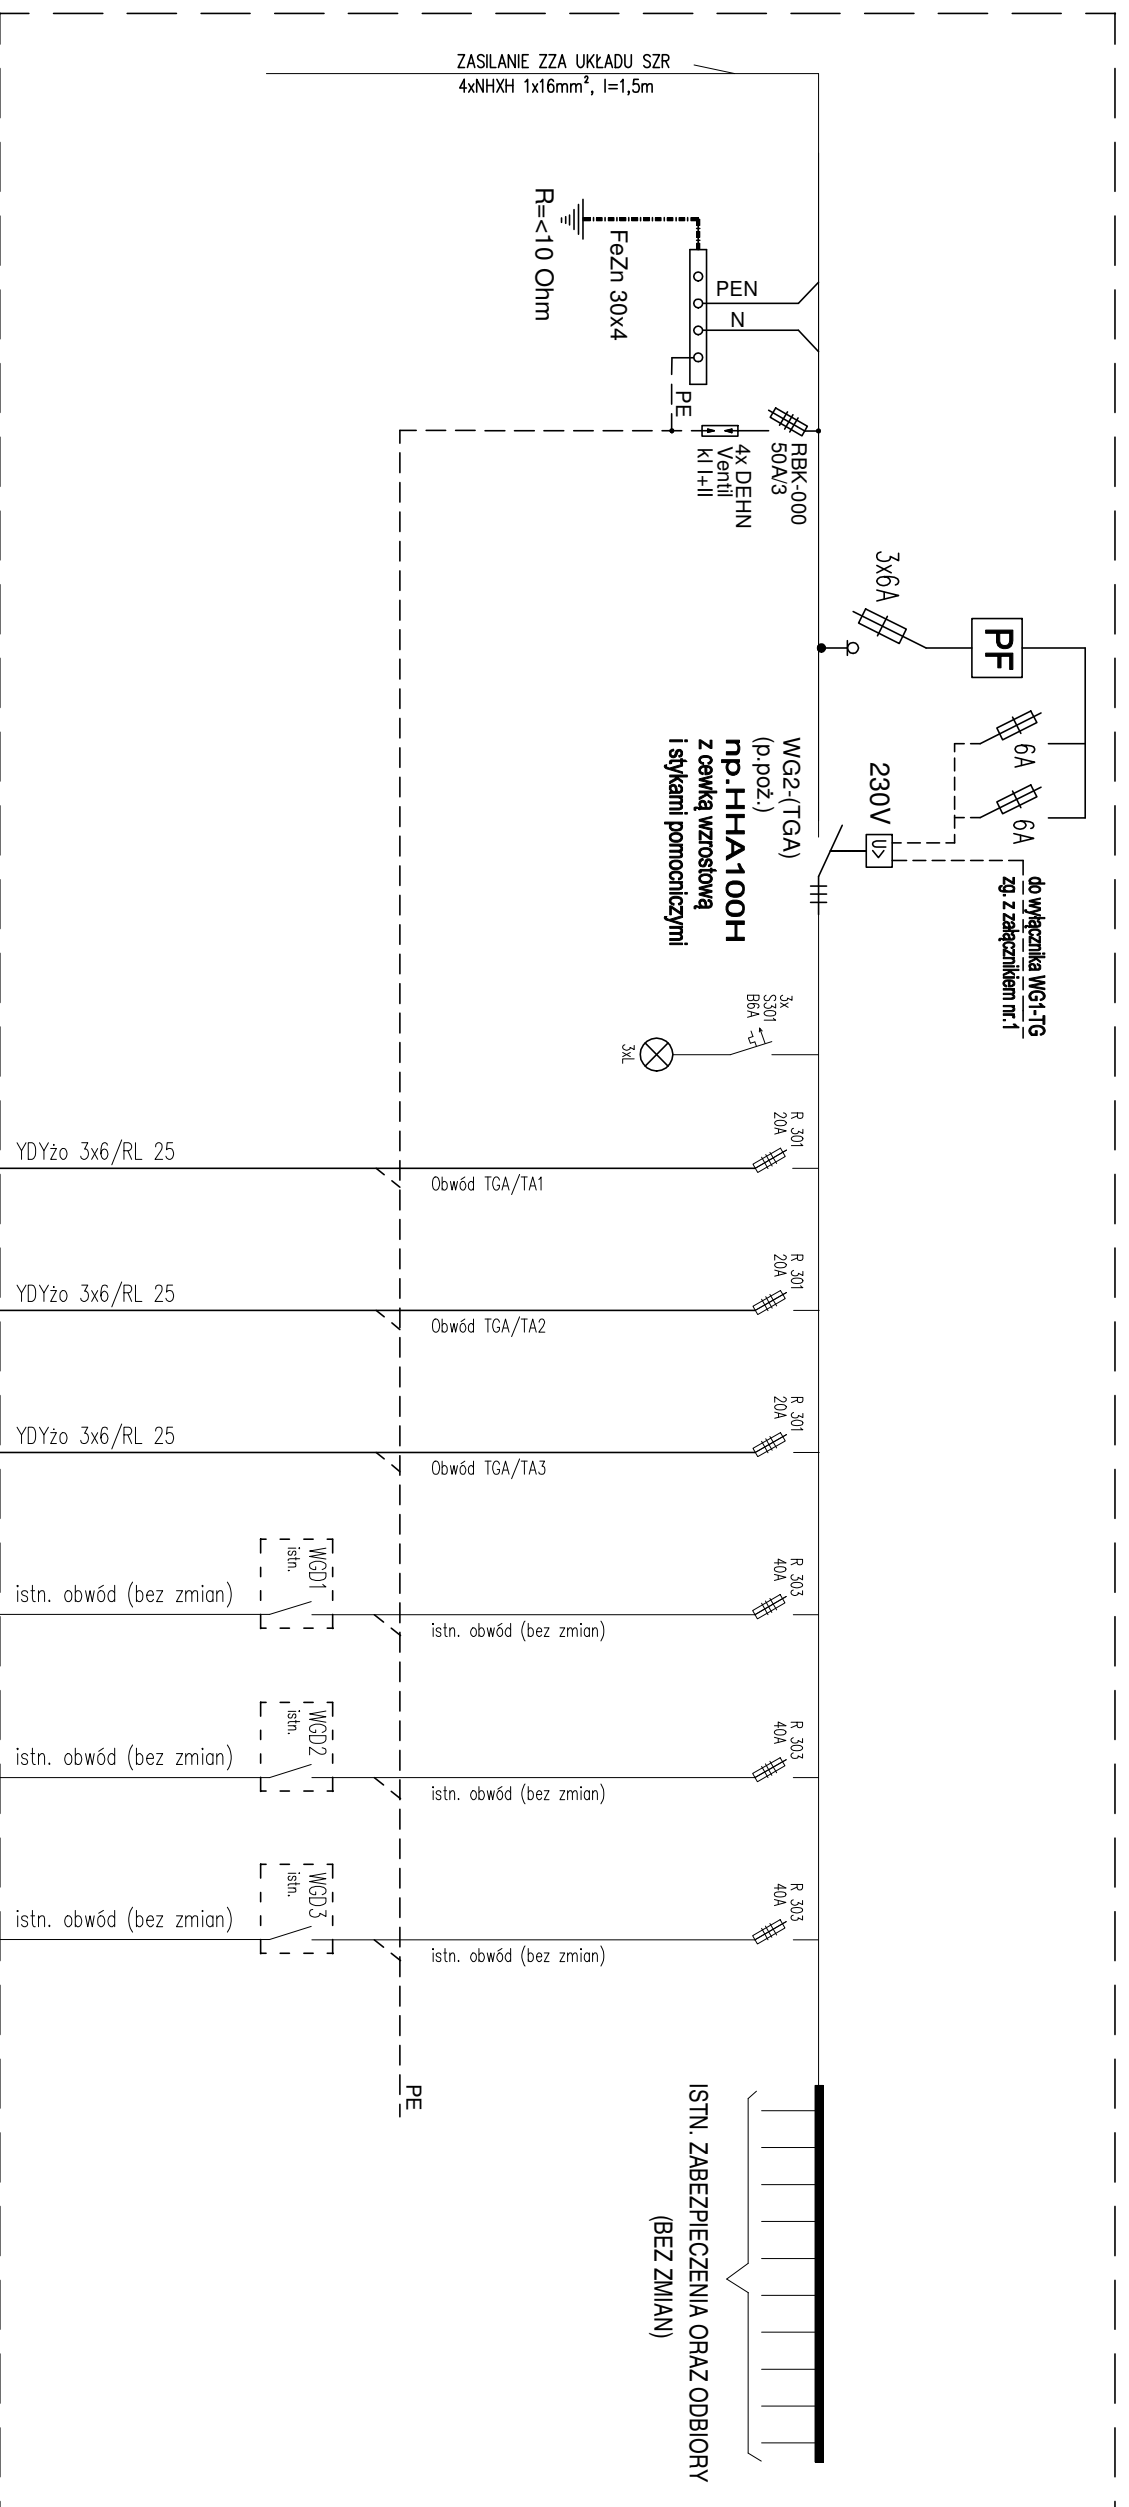 ZASILANIE ZZA UKŁADU SZR
4xNHXH 1x16mm², l=1,5m
R=<10 Ohm
FeZn 30x4
PEN
N
PE
RBK-000
50A/3
4x DEHN
Ventil
kl I+II
3x6A
PF
6A
6A
230V
U>
do wyłącznika WG1-TG
zg. z załącznikiem nr.1
WG2-(TGA)
(p.poż.)
np.HHA100H
z cewką wzrostową
i stykami pomocniczymi
3x
S301
B6A
3xL
R 301
20A
YDYżo 3x6/RL 25
Obwód TGA/TA1
R 301
20A
YDYżo 3x6/RL 25
Obwód TGA/TA2
R 301
20A
YDYżo 3x6/RL 25
Obwód TGA/TA3
R 303
40A
WGD1
istn.
istn. obwód (bez zmian)
istn. obwód (bez zmian)
R 303
40A
WGD2
istn.
istn. obwód (bez zmian)
istn. obwód (bez zmian)
R 303
40A
WGD3
istn.
istn. obwód (bez zmian)
istn. obwód (bez zmian)
PE
ISTN. ZABEZPIECZENIA ORAZ ODBIORY
(BEZ ZMIAN)